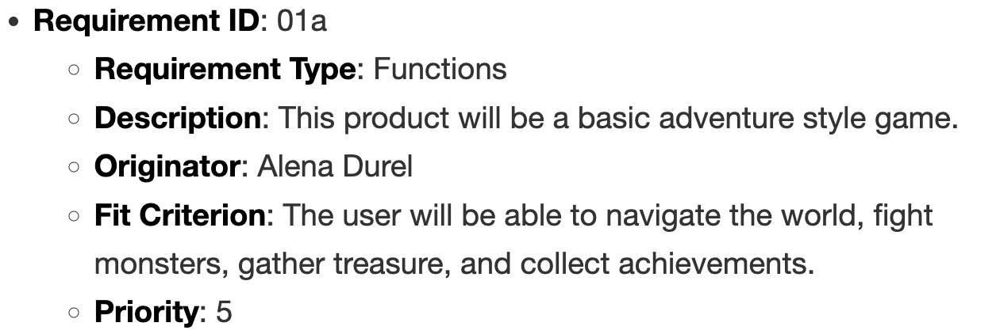 • Requirement ID: 01a
○ Requirement Type: Functions
○ Description: This product will be a basic adventure style game.
○ Originator: Alena Durel
○ Fit Criterion: The user will be able to navigate the world, fight
monsters, gather treasure, and collect achievements.
○ Priority: 5